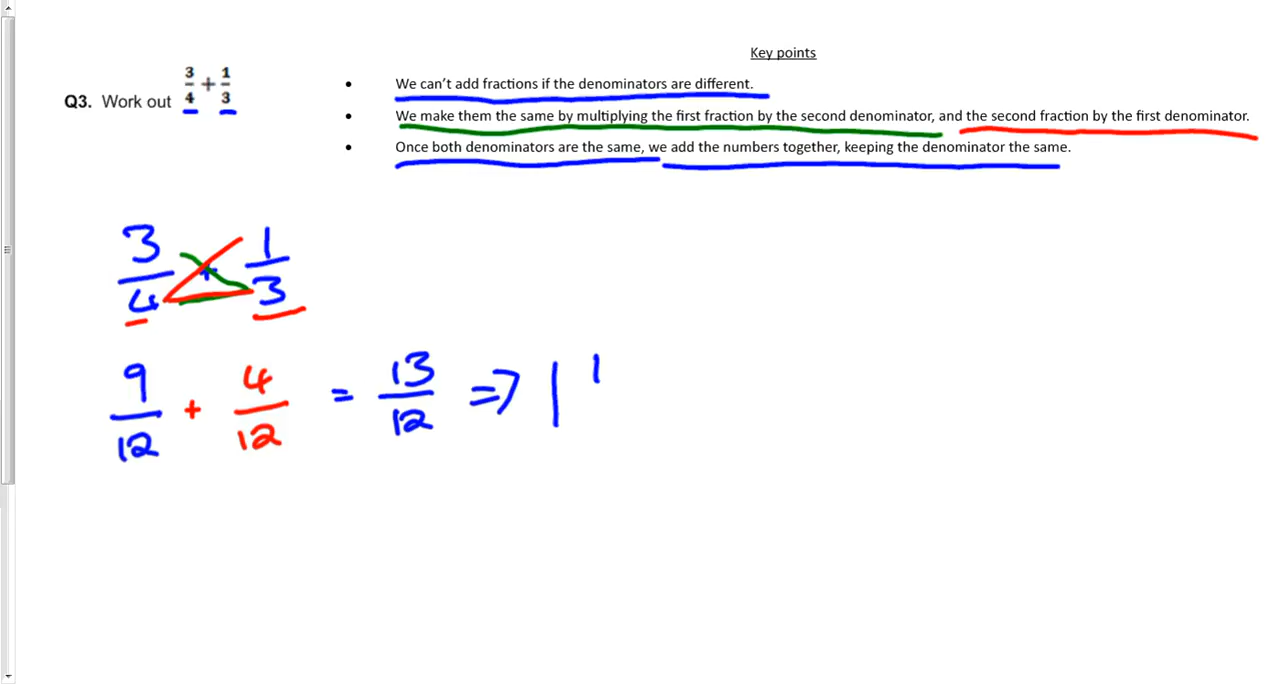 Key points
Q3. Work out 3/4 + 1/3
• We can't add fractions if the denominators are different.
• We make them the same by multiplying the first fraction by the second denominator, and the second fraction by the first denominator.
• Once both denominators are the same, we add the numbers together, keeping the denominator the same.
3/4 + 1/3
9/12 + 4/12 = 13/12 => 1 1